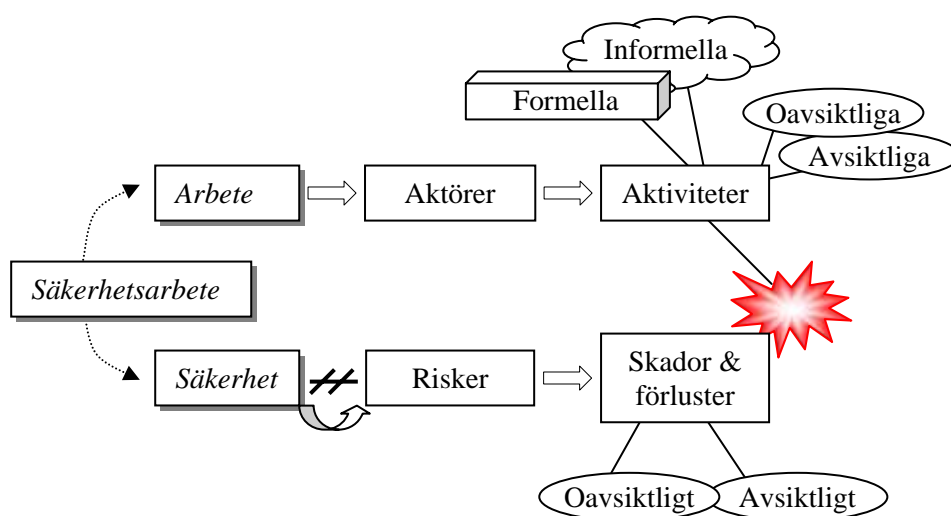 Informella
Formella
Oavsiktliga
Avsiktliga
Arbete
Aktörer
Aktiviteter
Säkerhetsarbete
Säkerhet
Risker
Skador &
förluster
Oavsiktligt
Avsiktligt